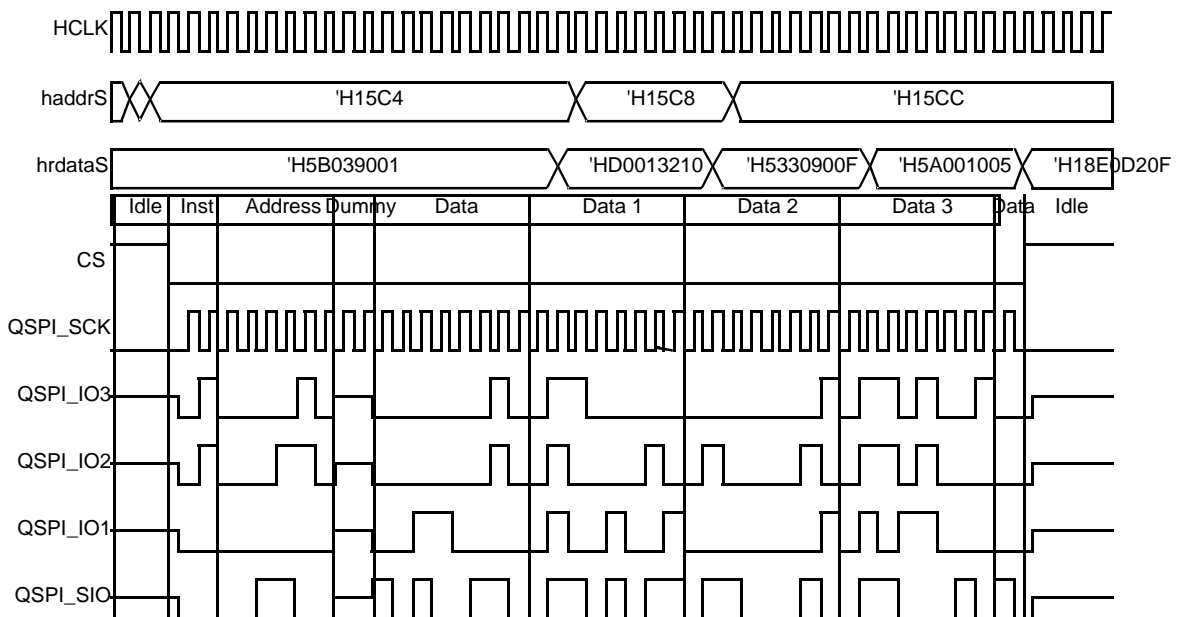 HCLK
haddrS 'H15C4 'H15C8 'H15CC
hrdataS 'H5B039001 'HD0013210 'H5330900F 'H5A001005 'H18E0D20F
Idle Inst Address Dummy Data Data 1 Data 2 Data 3 Data Idle
CS
QSPI_SCK
QSPI_IO3
QSPI_IO2
QSPI_IO1
QSPI_SIO